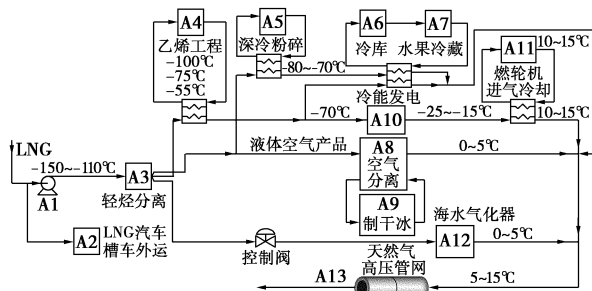 A4
乙烯工程
-100℃
-75℃
-55℃
A5
深冷粉碎
-80~-70℃
A6
冷库
A7
水果冷藏
冷能发电
A11
10~15℃
燃轮机
进气冷却
10~15℃
-70℃
A10
-25~-15℃
LNG
-150~-110℃
A1
A3
轻烃分离
液体空气产品
A8
空气
分离
0~5℃
A9
制干冰
A2
LNG汽车
槽车外运
控制阀
海水气化器
A12
0~5℃
天然气
高压管网
A13
5~15℃